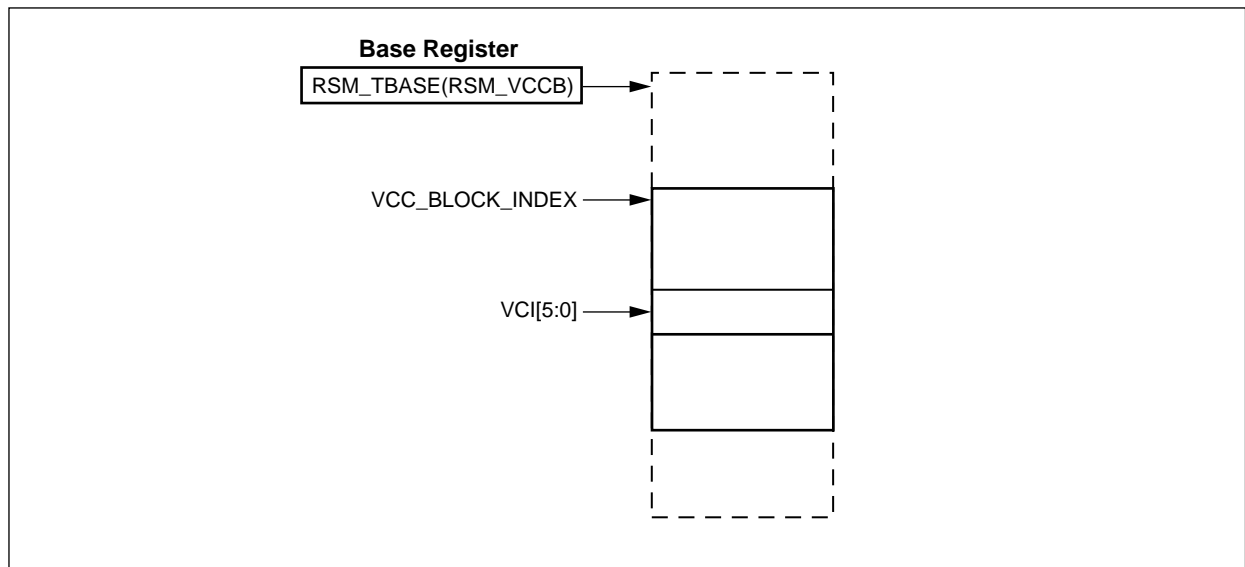 Base Register
RSM_TBASE(RSM_VCCB)
VCC_BLOCK_INDEX
VCI[5:0]